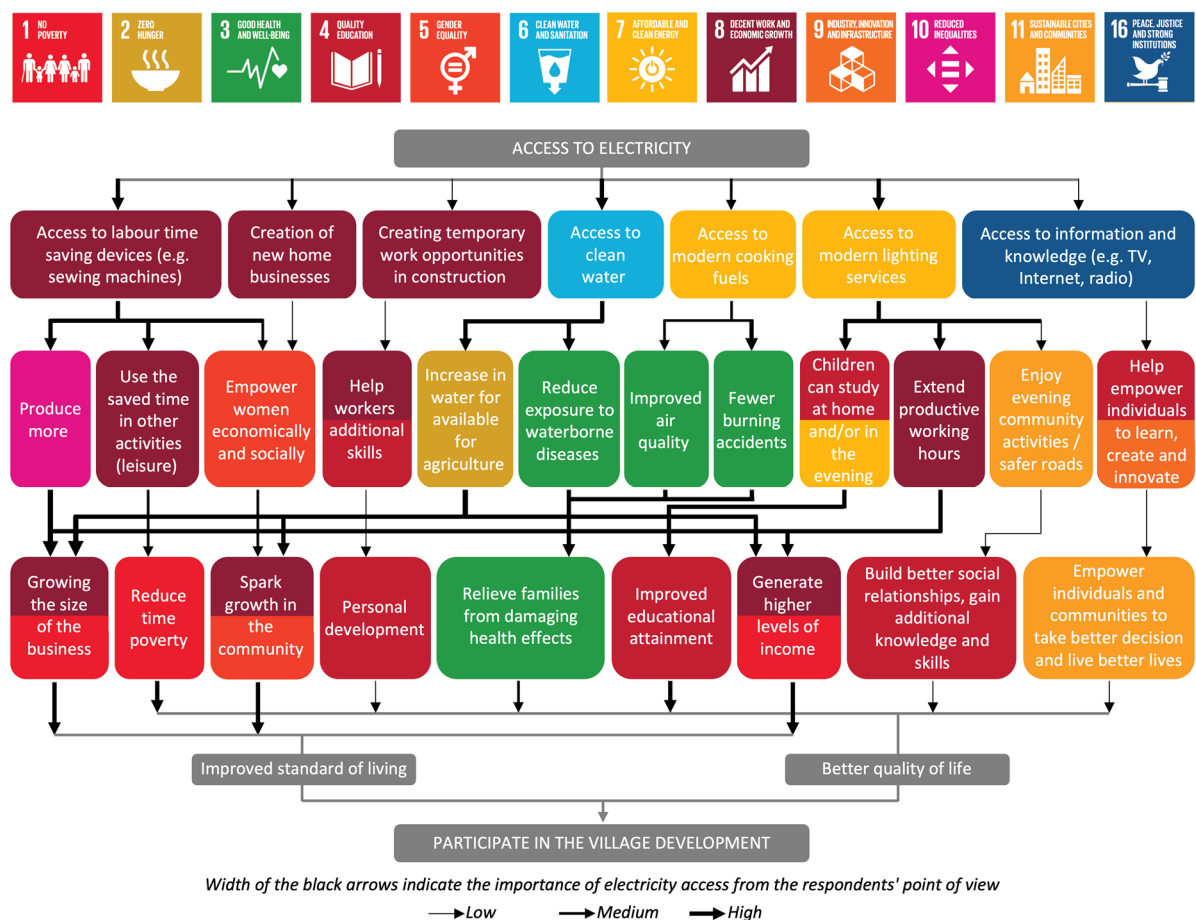 1 NO
POVERTY
2 ZERO
HUNGER
3 GOOD HEALTH
AND WELL-BEING
4 QUALITY
EDUCATION
5 GENDER
EQUALITY
6 CLEAN WATER
AND SANITATION
7 AFFORDABLE AND
CLEAN ENERGY
8 DECENT WORK AND
ECONOMIC GROWTH
9 INDUSTRY, INNOVATION
AND INFRASTRUCTURE
10 REDUCED
INEQUALITIES
11 SUSTAINABLE CITIES
AND COMMUNITIES
16 PEACE, JUSTICE
AND STRONG
INSTITUTIONS
ACCESS TO ELECTRICITY
Access to labour time
saving devices (e.g.
sewing machines)
Creation of
new home
businesses
Creating temporary
work opportunities
in construction
Access to
clean
water
Access to
modern cooking
fuels
Access to
modern lighting
services
Access to information and
knowledge (e.g. TV,
Internet, radio)
Produce
more
Use the
saved time
in other
activities
(leisure)
Empower
women
economically
and socially
Help
workers
additional
skills
Increase in
water for
available
for
agriculture
Reduce
exposure to
waterborne
diseases
Improved
air
quality
Fewer
burning
accidents
Children
can study
at home
and/or in
the
evening
Extend
productive
working
hours
Enjoy
evening
community
activities /
safer roads
Help
empower
individuals
to learn,
create and
innovate
Growing
the size
of the
business
Reduce
time
poverty
Spark
growth in
the
community
Personal
development
Relieve families
from damaging
health effects
Improved
educational
attainment
Generate
higher
levels of
income
Build better social
relationships, gain
additional
knowledge and
skills
Empower
individuals and
communities to
take better decision
and live better lives
Improved standard of living
Better quality of life
PARTICIPATE IN THE VILLAGE DEVELOPMENT
Width of the black arrows indicate the importance of electricity access from the respondents' point of view
Low
Medium
High